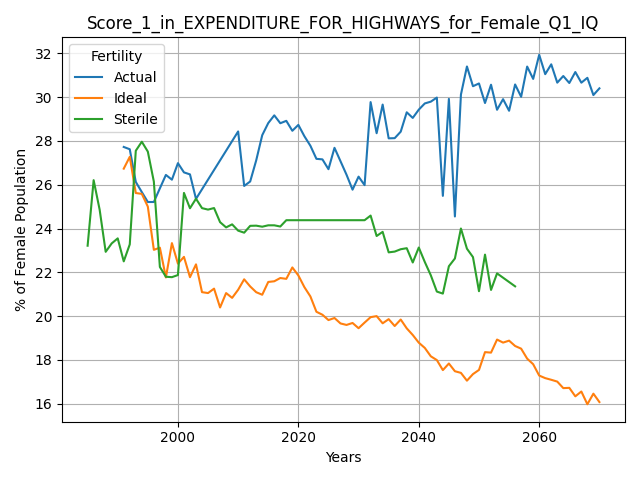 Score_1_in_EXPENDITURE_FOR_HIGHWAYS_for_Female_Q1_IQ
Fertility
Actual
Ideal
Sterile
% of Female Population
32
30
28
26
24
22
20
18
16
2000
2020
2040
2060
Years